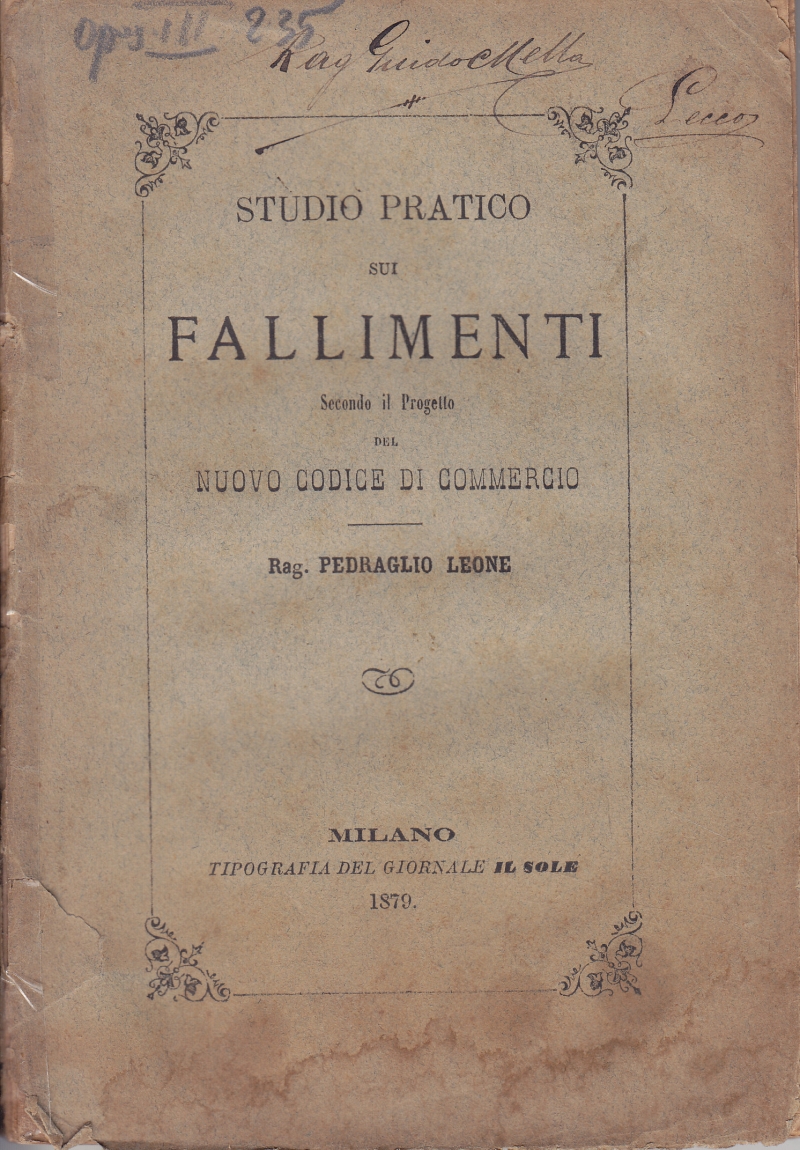 Opus III 235
Rag Guido Mella
Lecco
STUDIO PRATICO
SUI
FALLIMENTI
Secondo il Progetto
DEL
NUOVO CODICE DI COMMERCIO
Rag. PEDRAGLIO LEONE
MILANO
TIPOGRAFIA DEL GIORNALE IL SOLE
1879.